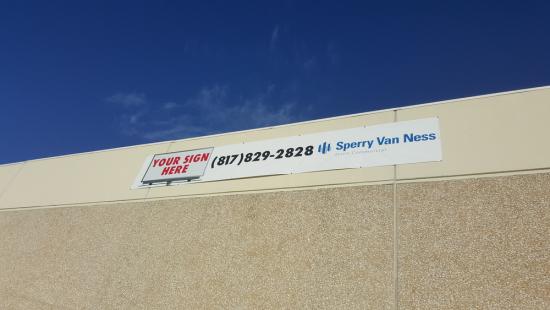 YOUR SIGN
HERE
(817)829-2828
Sperry Van Ness